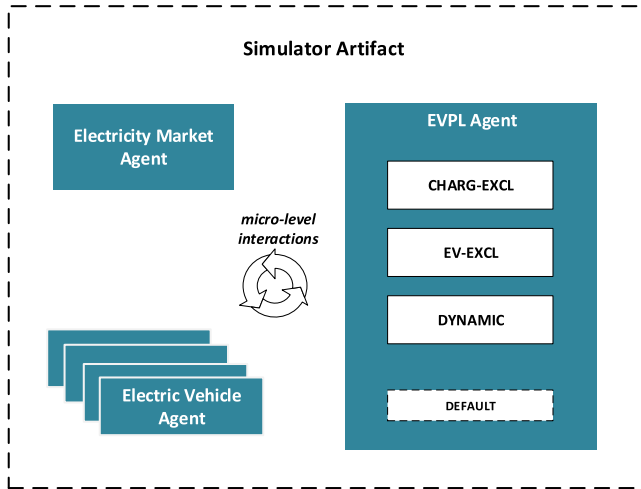 Simulator Artifact
Electricity Market
Agent
EVPL Agent
CHARG-EXCL
EV-EXCL
DYNAMIC
DEFAULT
micro-level
interactions
Electric Vehicle
Agent